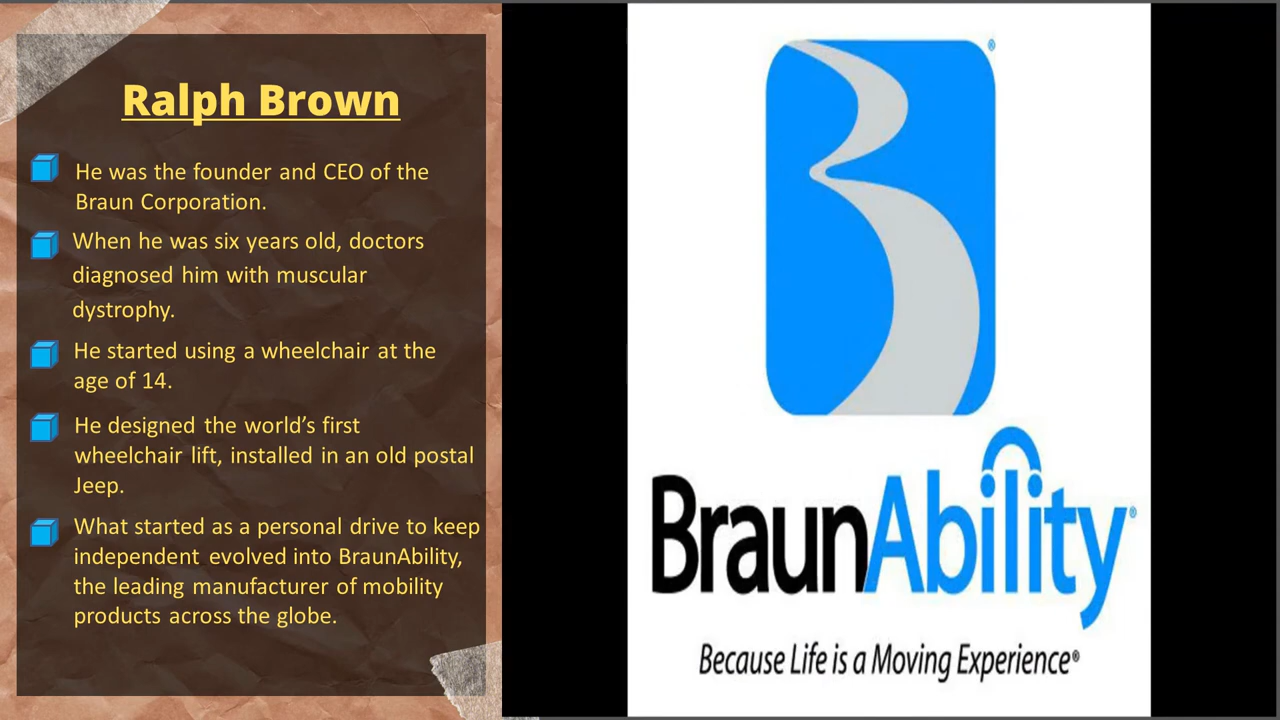 Ralph Brown
He was the founder and CEO of the
Braun Corporation.
When he was six years old, doctors
diagnosed him with muscular
dystrophy.
He started using a wheelchair at the
age of 14.
He designed the world’s first
wheelchair lift, installed in an old postal
Jeep.
What started as a personal drive to keep
independent evolved into BraunAbility,
the leading manufacturer of mobility
products across the globe.
®
BraunAbility®
Because Life is a Moving Experience®